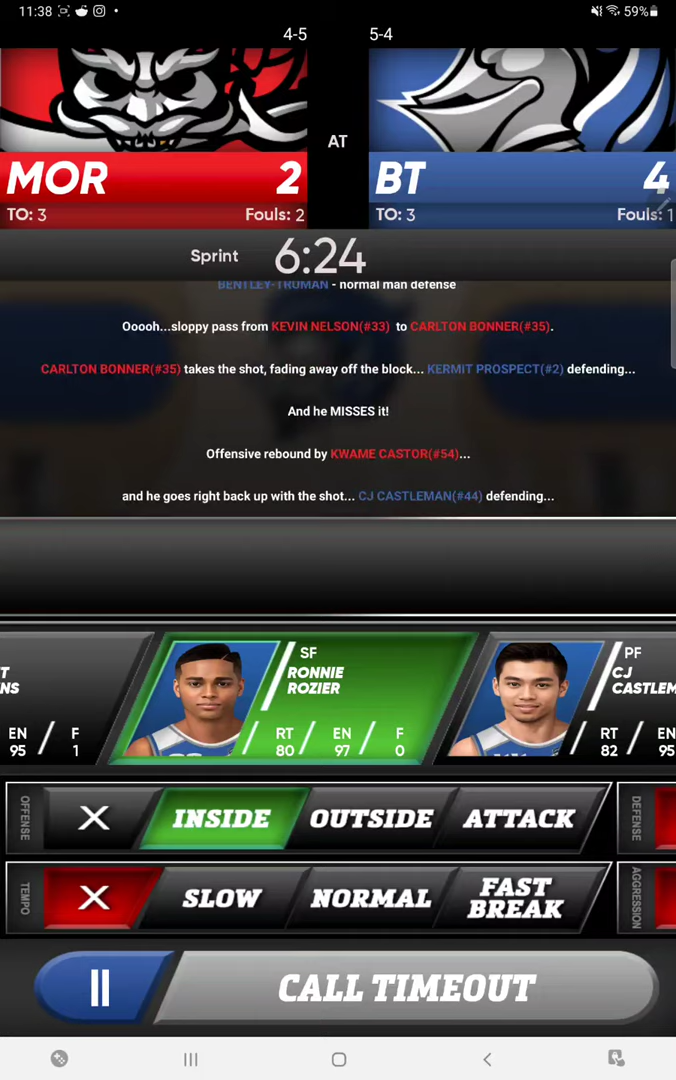 11:38
59%
4-5
5-4
AT
MOR 2
BT 4
TO: 3 Fouls: 2
TO: 3 Fouls: 1
Sprint 6:24
BENTLEY-TRUMAN - normal man defense
Ooooh...sloppy pass from KEVIN NELSON(#33) to CARLTON BONNER(#35).
CARLTON BONNER(#35) takes the shot, fading away off the block... KERMIT PROSPECT(#2) defending...
And he MISSES it!
Offensive rebound by KWAME CASTOR(#54)...
and he goes right back up with the shot... CJ CASTLEMAN(#44) defending...
T
NS
EN
95
F
1
SF
RONNIE
ROZIER
RT
80
EN
97
F
0
PF
CJ
CASTLEM
RT
82
EN
95
OFFENSE
X
INSIDE
OUTSIDE
ATTACK
DEFENSE
TEMPO
X
SLOW
NORMAL
FAST
BREAK
AGGRESSION
CALL TIMEOUT